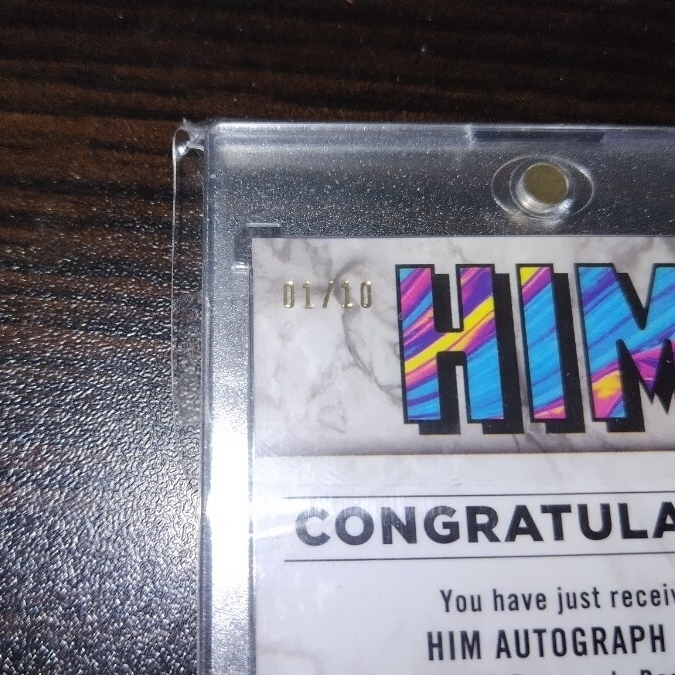 01/10
HIM
CONGRATULA
You have just receiv
HIM AUTOGRAPH